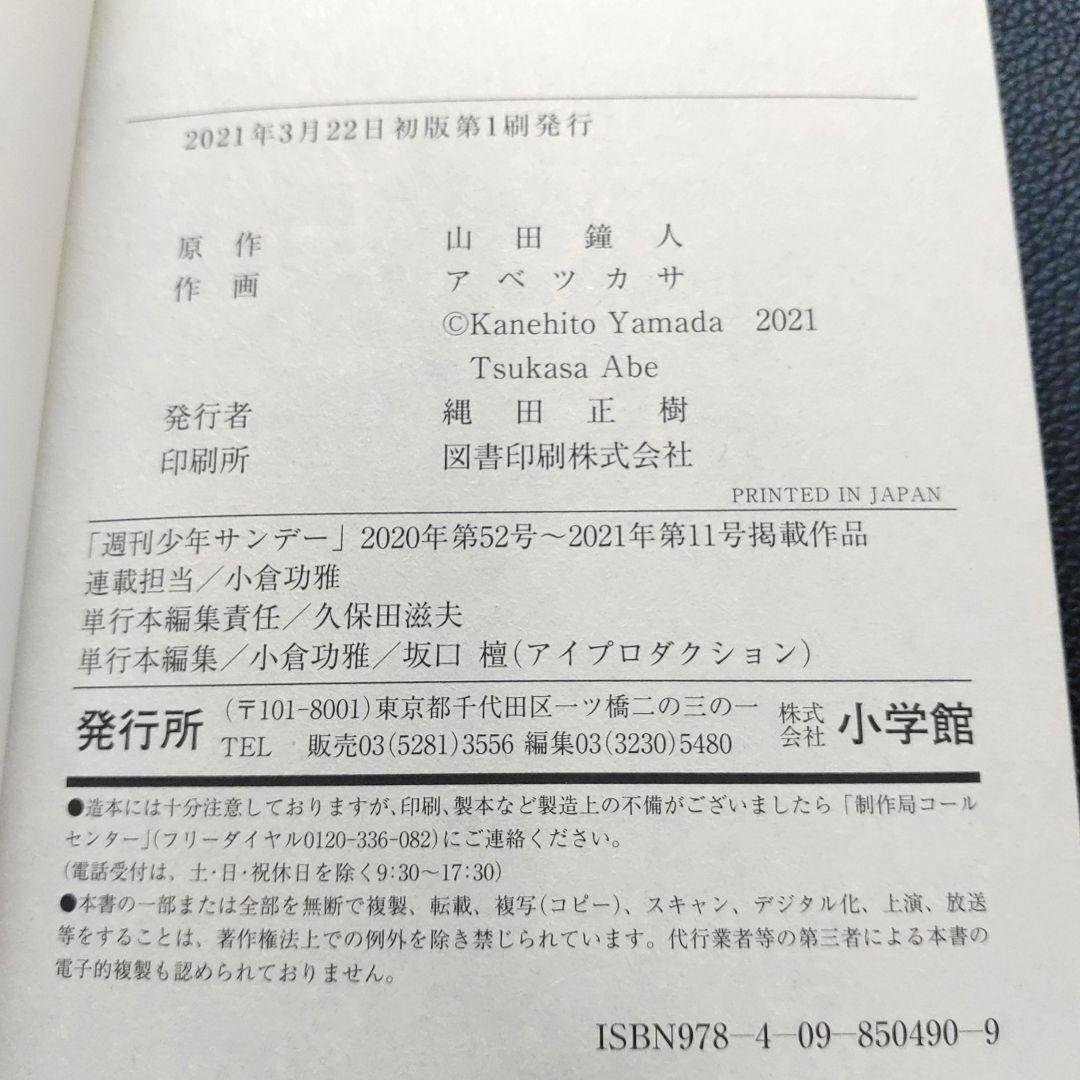 2021年3月22日初版第1刷発行
原作 山田鐘人
作画 アベツカサ
©Kanehito Yamada 2021
Tsukasa Abe
発行者 縄田正樹
印刷所 図書印刷株式会社
PRINTED IN JAPAN
「週刊少年サンデー」2020年第52号～2021年第11号掲載作品
連載担当／小倉功雅
単行本編集責任／久保田滋夫
単行本編集／小倉功雅／坂口 檀(アイプロダクション)
発行所 (〒101-8001)東京都千代田区一ツ橋二の三の一 株式会社 小学館
TEL 販売03(5281)3556 編集03(3230)5480
●造本には十分注意しておりますが、印刷、製本など製造上の不備がございましたら「制作局コール
センター」(フリーダイヤル0120-336-082)にご連絡ください。
(電話受付は、土・日・祝休日を除く9:30～17:30)
●本書の一部または全部を無断で複製、転載、複写(コピー)、スキャン、デジタル化、上演、放送
等をすることは、著作権法上での例外を除き禁じられています。代行業者等の第三者による本書の
電子的複製も認められておりません。
ISBN978-4-09-850490-9